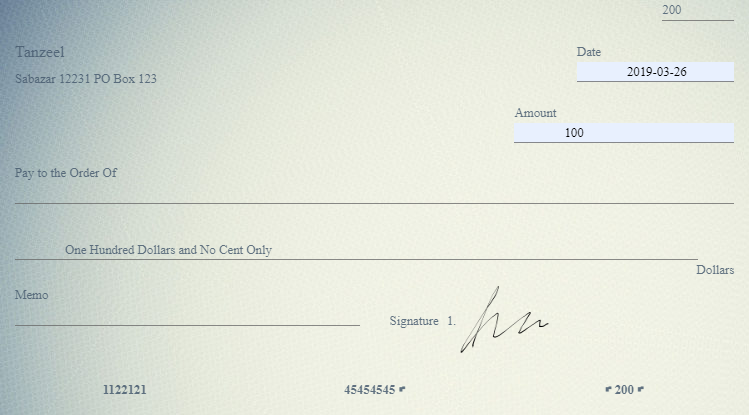 200
Tanzeel
Date
Sabazar 12231 PO Box 123
2019-03-26
Amount
100
Pay to the Order Of
One Hundred Dollars and No Cent Only
Dollars
Memo
Signature 1.
1122121 45454545 ⑈ ⑈ 200 ⑈